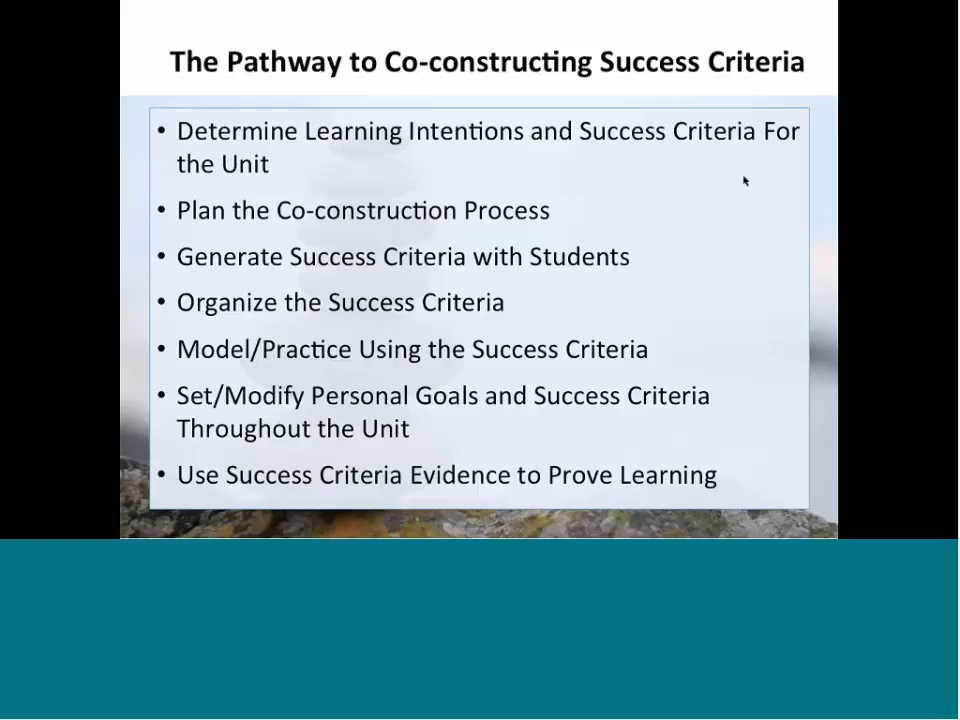 The Pathway to Co-constructing Success Criteria
• Determine Learning Intentions and Success Criteria For
the Unit
• Plan the Co-construction Process
• Generate Success Criteria with Students
• Organize the Success Criteria
• Model/Practice Using the Success Criteria
• Set/Modify Personal Goals and Success Criteria
Throughout the Unit
• Use Success Criteria Evidence to Prove Learning